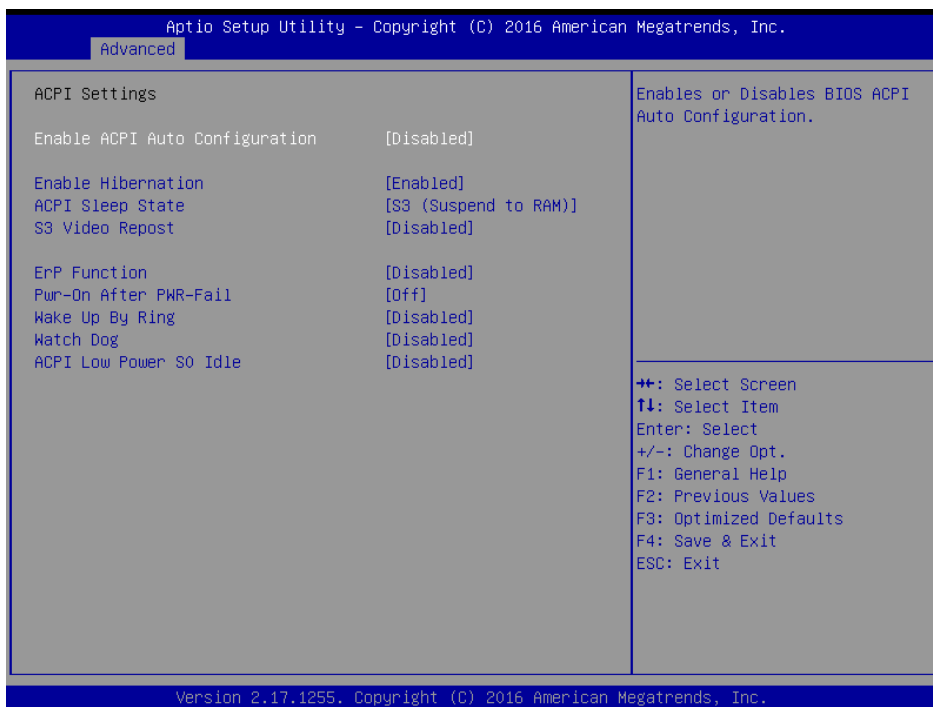 Aptio Setup Utility – Copyright (C) 2016 American Megatrends, Inc.
Advanced
ACPI Settings
Enable ACPI Auto Configuration [Disabled]
Enable Hibernation [Enabled]
ACPI Sleep State [S3 (Suspend to RAM)]
S3 Video Repost [Disabled]
ErP Function [Disabled]
Pwr-On After PWR-Fail [Off]
Wake Up By Ring [Disabled]
Watch Dog [Disabled]
ACPI Low Power S0 Idle [Disabled]
Enables or Disables BIOS ACPI
Auto Configuration.
→←: Select Screen
↑↓: Select Item
Enter: Select
+/-: Change Opt.
F1: General Help
F2: Previous Values
F3: Optimized Defaults
F4: Save & Exit
ESC: Exit
Version 2.17.1255. Copyright (C) 2016 American Megatrends, Inc.